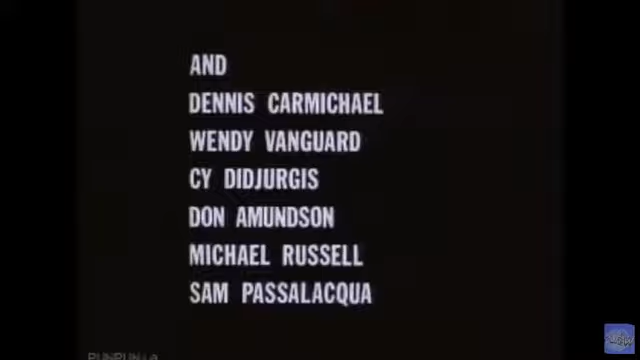 AND
DENNIS CARMICHAEL
WENDY VANGUARD
CY DIDJURGIS
DON AMUNDSON
MICHAEL RUSSELL
SAM PASSALACQUA